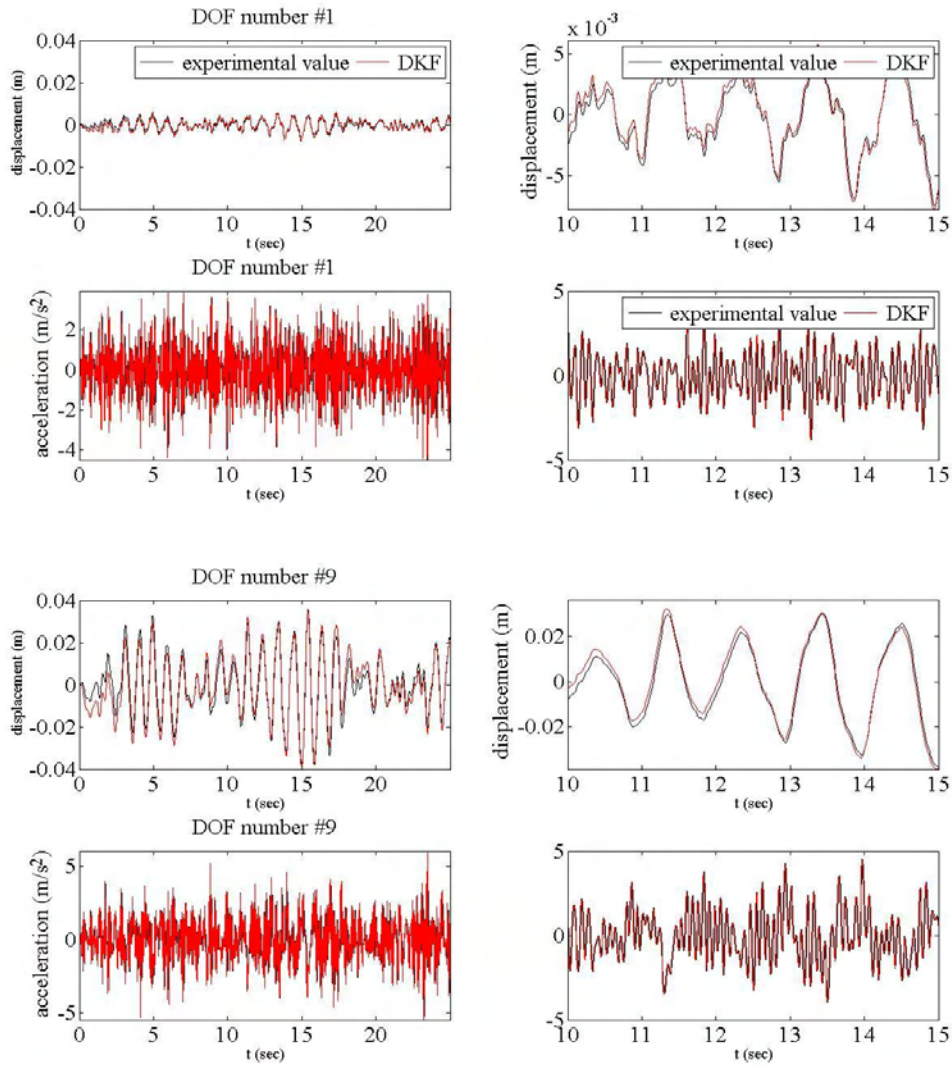 DOF number #1
0.04
0.02
0
-0.02
-0.04
displacement (m)
experimental value DKF
0 5 10 15 20
t (sec)
x 10⁻³
5
0
-5
displacement (m)
experimental value DKF
10 11 12 13 14 15
t (sec)
DOF number #1
2
0
-2
-4
acceleration (m/s²)
0 5 10 15 20
t (sec)
5
0
-5
experimental value DKF
10 11 12 13 14 15
t (sec)
DOF number #9
0.04
0.02
0
-0.02
-0.04
displacement (m)
0 5 10 15 20
t (sec)
0.02
0
-0.02
displacement (m)
10 11 12 13 14 15
t (sec)
DOF number #9
5
0
-5
acceleration (m/s²)
0 5 10 15 20
t (sec)
5
0
-5
10 11 12 13 14 15
t (sec)